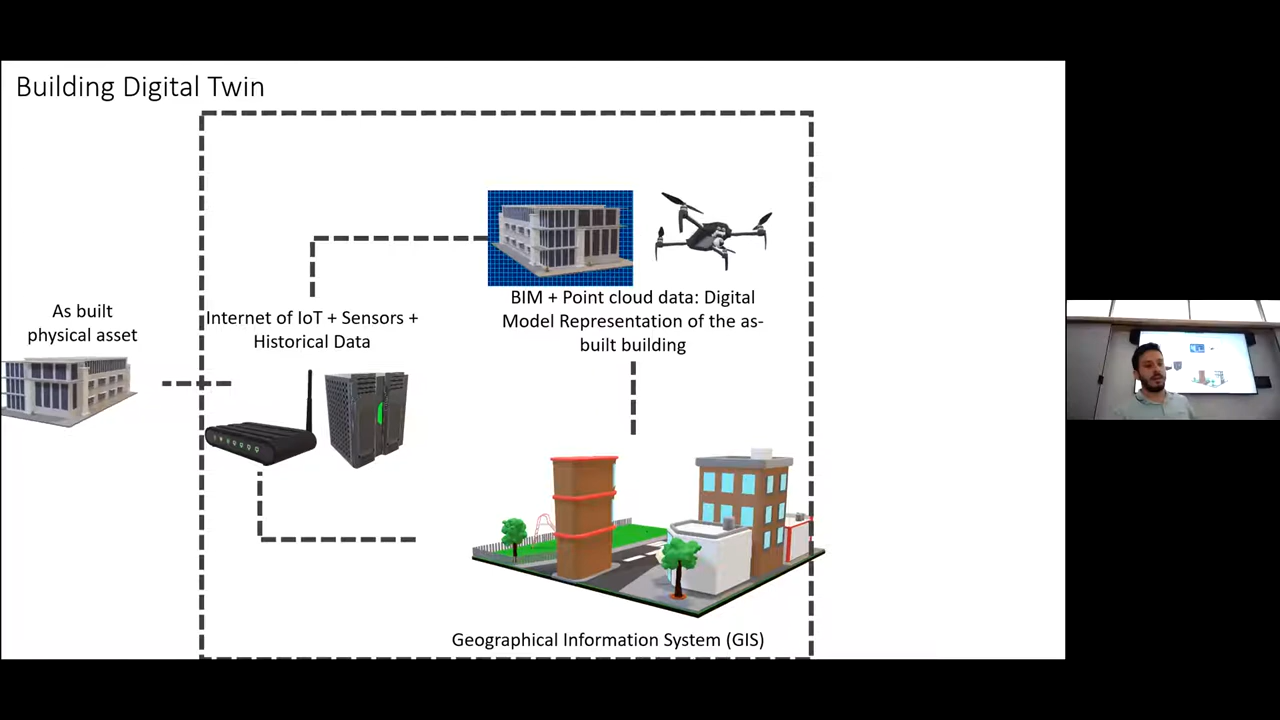 Building Digital Twin
As built
physical asset
Internet of IoT + Sensors +
Historical Data
BIM + Point cloud data: Digital
Model Representation of the as-
built building
Geographical Information System (GIS)